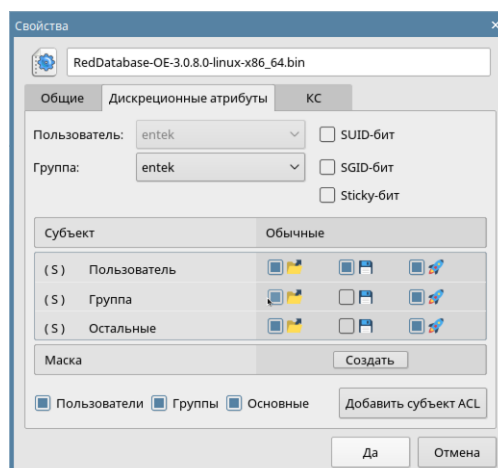 Свойства
RedDatabase-OE-3.0.8.0-linux-x86_64.bin
Общие Дискреционные атрибуты КС
Пользователь: entek SUID-бит
Группа: entek SGID-бит
Sticky-бит
Субъект Обычные
(S) Пользователь
(S) Группа
(S) Остальные
Маска Создать
Пользователи Группы Основные Добавить субъект ACL
Да Отмена